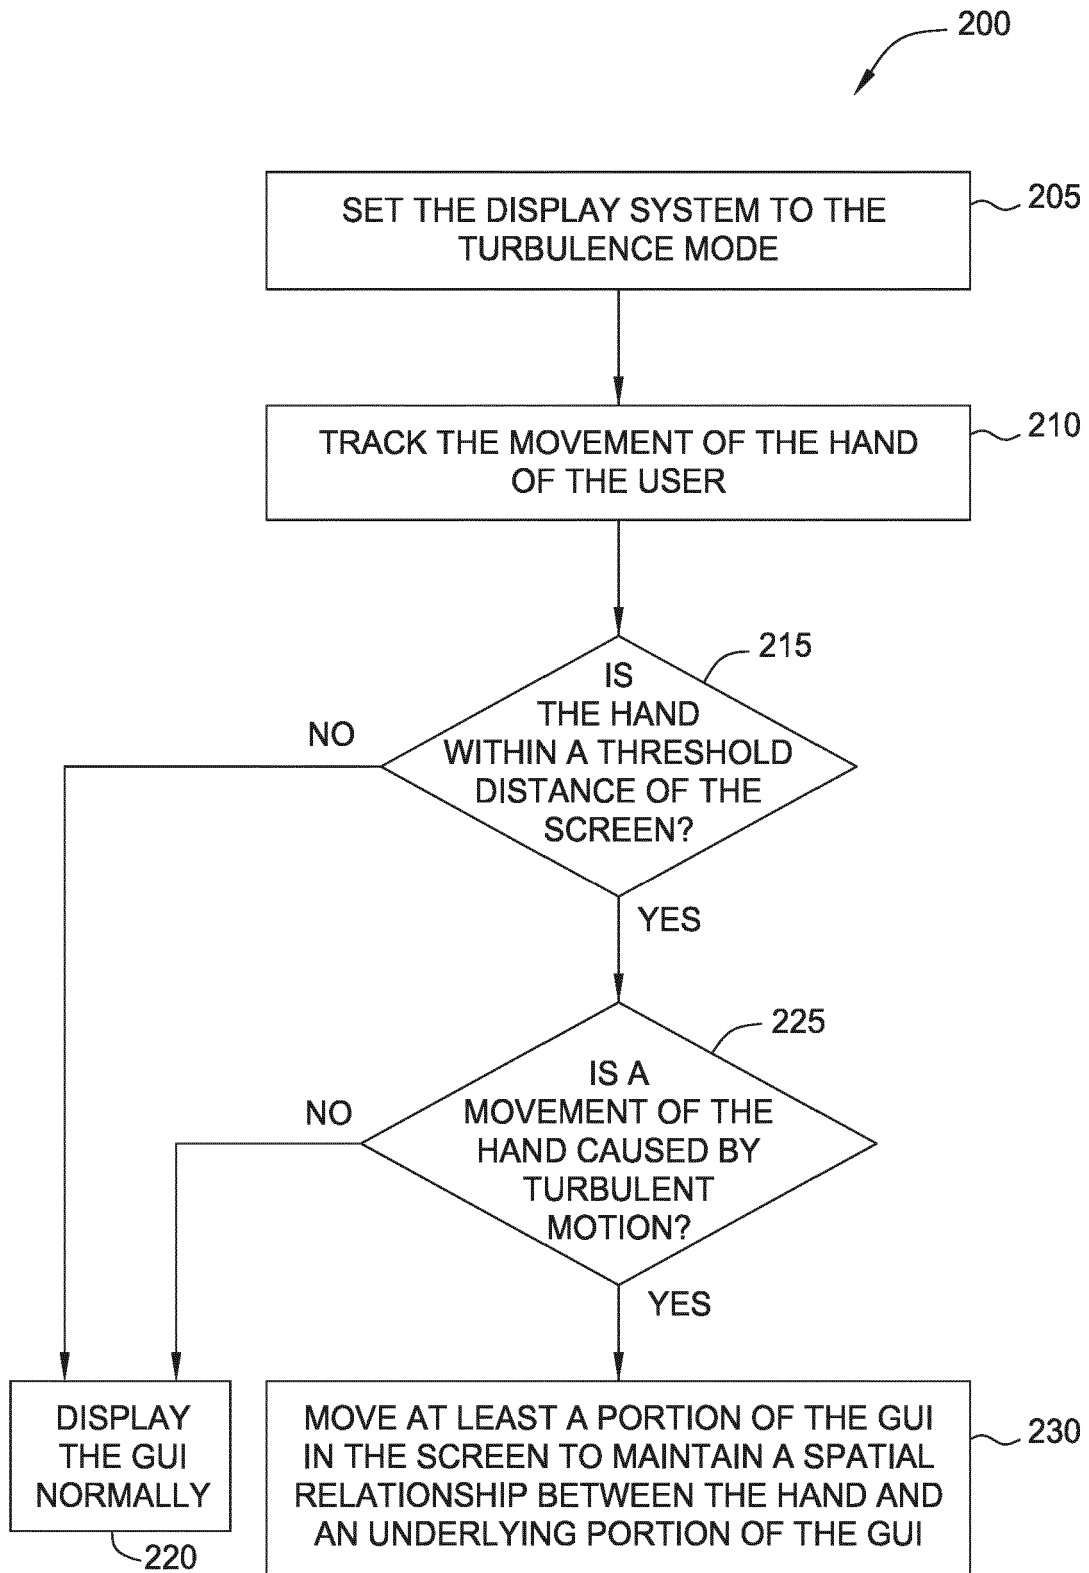 200
SET THE DISPLAY SYSTEM TO THE
TURBULENCE MODE
205
TRACK THE MOVEMENT OF THE HAND
OF THE USER
210
215
IS
THE HAND
WITHIN A THRESHOLD
DISTANCE OF THE
SCREEN?
NO
YES
225
IS A
MOVEMENT OF THE
HAND CAUSED BY
TURBULENT
MOTION?
NO
YES
DISPLAY
THE GUI
NORMALLY
220
MOVE AT LEAST A PORTION OF THE GUI
IN THE SCREEN TO MAINTAIN A SPATIAL
RELATIONSHIP BETWEEN THE HAND AND
AN UNDERLYING PORTION OF THE GUI
230